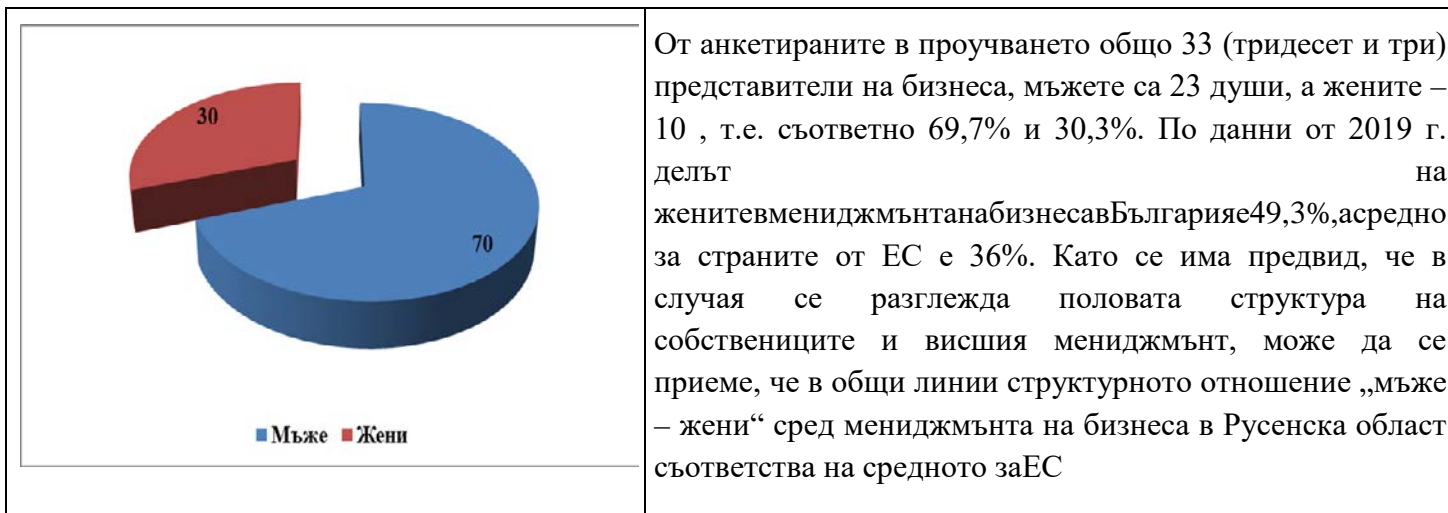 30
70
Мъже Жени
От анкетираните в проучването общо 33 (тридесет и три)
представители на бизнеса, мъжете са 23 души, а жените –
10 , т.е. съответно 69,7% и 30,3%. По данни от 2019 г.
делът на
женитевмениджмънтанабизнесавБългарияе49,3%,асредно
за страните от ЕС е 36%. Като се има предвид, че в
случая се разглежда половата структура на
собствениците и висшия мениджмънт, може да се
приеме, че в общи линии структурното отношение „мъже
– жени“ сред мениджмънта на бизнеса в Русенска област
съответства на средното заЕС